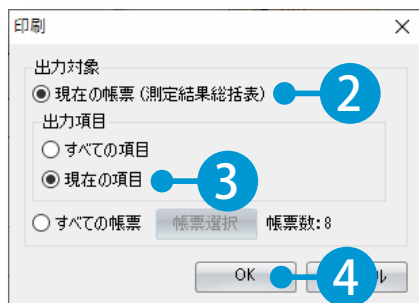 印刷
出力対象
現在の帳票（測定結果総括表） 2
出力項目
すべての項目
現在の項目 3
すべての帳票 帳票選択 帳票数:8
OK 4 ル